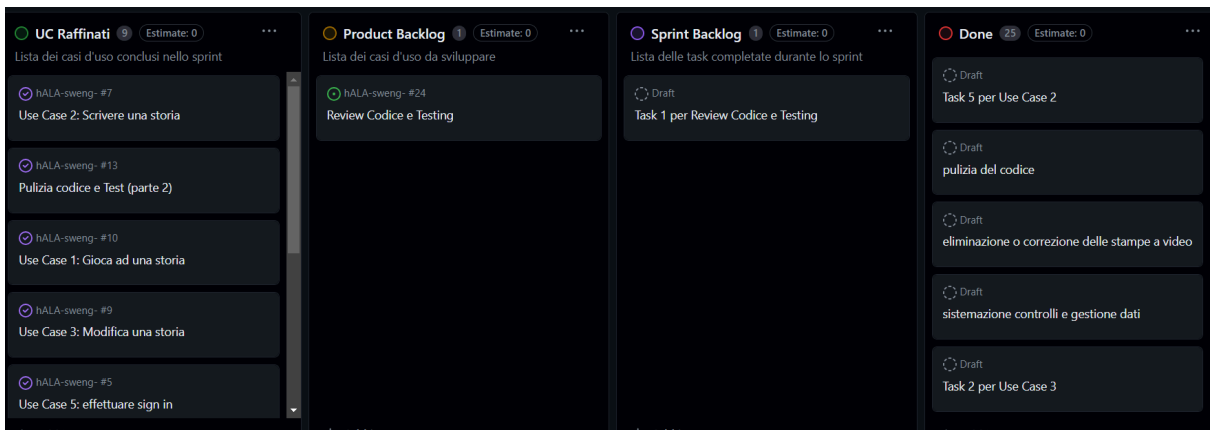 UC Raffinati 9 Estimate: 0 ...
Lista dei casi d'uso conclusi nello sprint
hALA-sweng- #7
Use Case 2: Scrivere una storia
hALA-sweng- #13
Pulizia codice e Test (parte 2)
hALA-sweng- #10
Use Case 1: Gioca ad una storia
hALA-sweng- #9
Use Case 3: Modifica una storia
hALA-sweng- #5
Use Case 5: effettuare sign in
Product Backlog 1 Estimate: 0 ...
Lista dei casi d'uso da sviluppare
hALA-sweng- #24
Review Codice e Testing
Sprint Backlog 1 Estimate: 0 ...
Lista delle task completate durante lo sprint
Draft
Task 1 per Review Codice e Testing
Done 25 Estimate: 0 ...
Draft
Task 5 per Use Case 2
Draft
pulizia del codice
Draft
eliminazione o correzione delle stampe a video
Draft
sistemazione controlli e gestione dati
Draft
Task 2 per Use Case 3